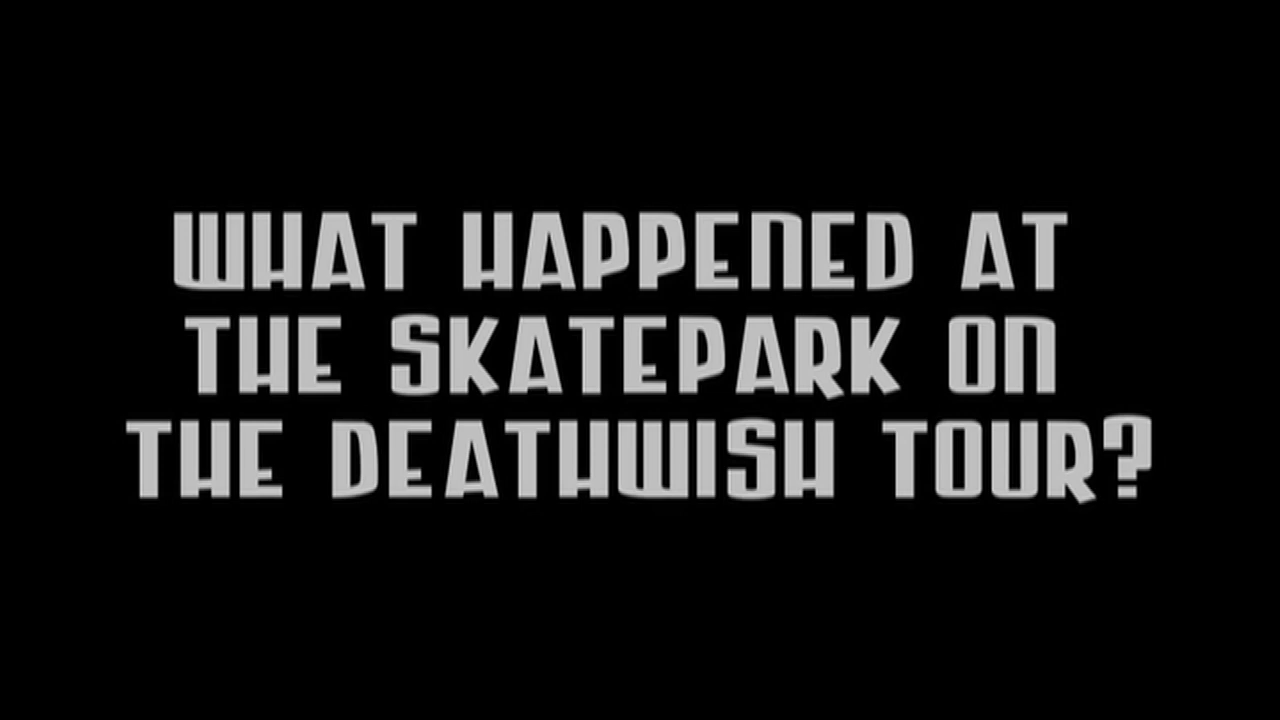 WHAT HAPPENED AT
THE SKATEPARK ON
THE DEATHWISH TOUR?